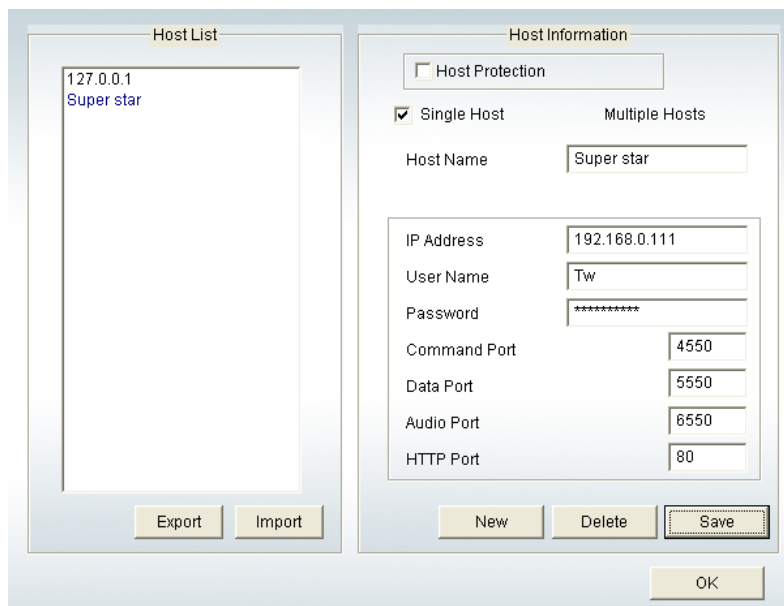 Host List
127.0.0.1
Super star
Export
Import
Host Information
Host Protection
Single Host Multiple Hosts
Host Name Super star
IP Address 192.168.0.111
User Name Tw
Password **********
Command Port 4550
Data Port 5550
Audio Port 6550
HTTP Port 80
New Delete Save
OK